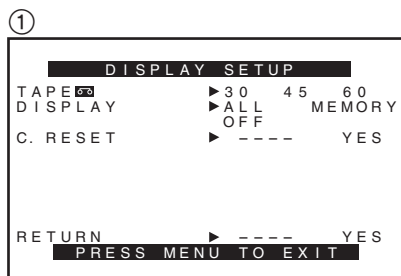 ①
DISPLAY SETUP
TAPE ▶30 45 60
DISPLAY ▶ALL MEMORY
OFF
C. RESET ▶ ---- YES
RETURN ▶ ---- YES
PRESS MENU TO EXIT